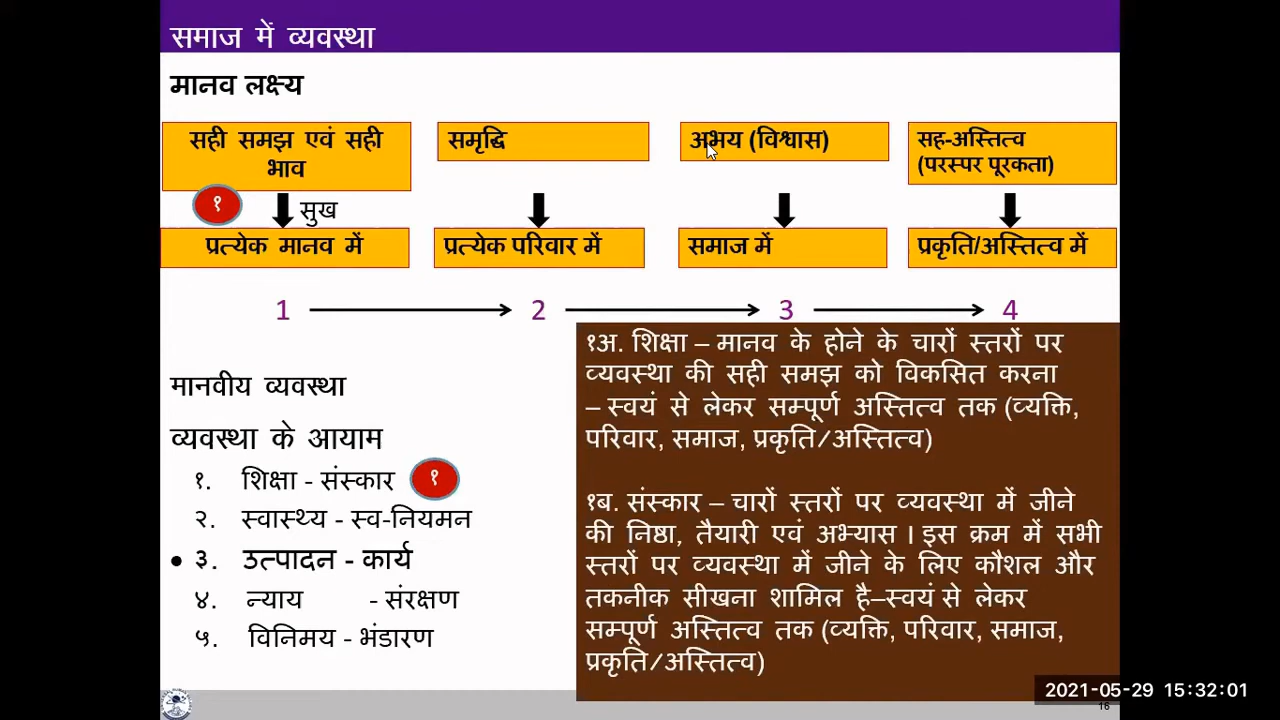 समाज में व्यवस्था
मानव लक्ष्य
सही समझ एवं सही
भाव
समृद्धि
अभय (विश्वास)
सह-अस्तित्व
(परस्पर पूरकता)
१
सुख
प्रत्येक मानव में
प्रत्येक परिवार में
समाज में
प्रकृति/अस्तित्व में
1
2
3
4
मानवीय व्यवस्था
व्यवस्था के आयाम
१. शिक्षा - संस्कार
१
२. स्वास्थ्य - स्व-नियमन
• ३. उत्पादन - कार्य
४. न्याय - संरक्षण
५. विनिमय - भंडारण
१अ. शिक्षा – मानव के होने के चारों स्तरों पर
व्यवस्था की सही समझ को विकसित करना
– स्वयं से लेकर सम्पूर्ण अस्तित्व तक (व्यक्ति,
परिवार, समाज, प्रकृति/अस्तित्व)
१ब. संस्कार – चारों स्तरों पर व्यवस्था में जीने
की निष्ठा, तैयारी एवं अभ्यास । इस क्रम में सभी
स्तरों पर व्यवस्था में जीने के लिए कौशल और
तकनीक सीखना शामिल है–स्वयं से लेकर
सम्पूर्ण अस्तित्व तक (व्यक्ति, परिवार, समाज,
प्रकृति/अस्तित्व)
2021-05-29 15:32:01
16